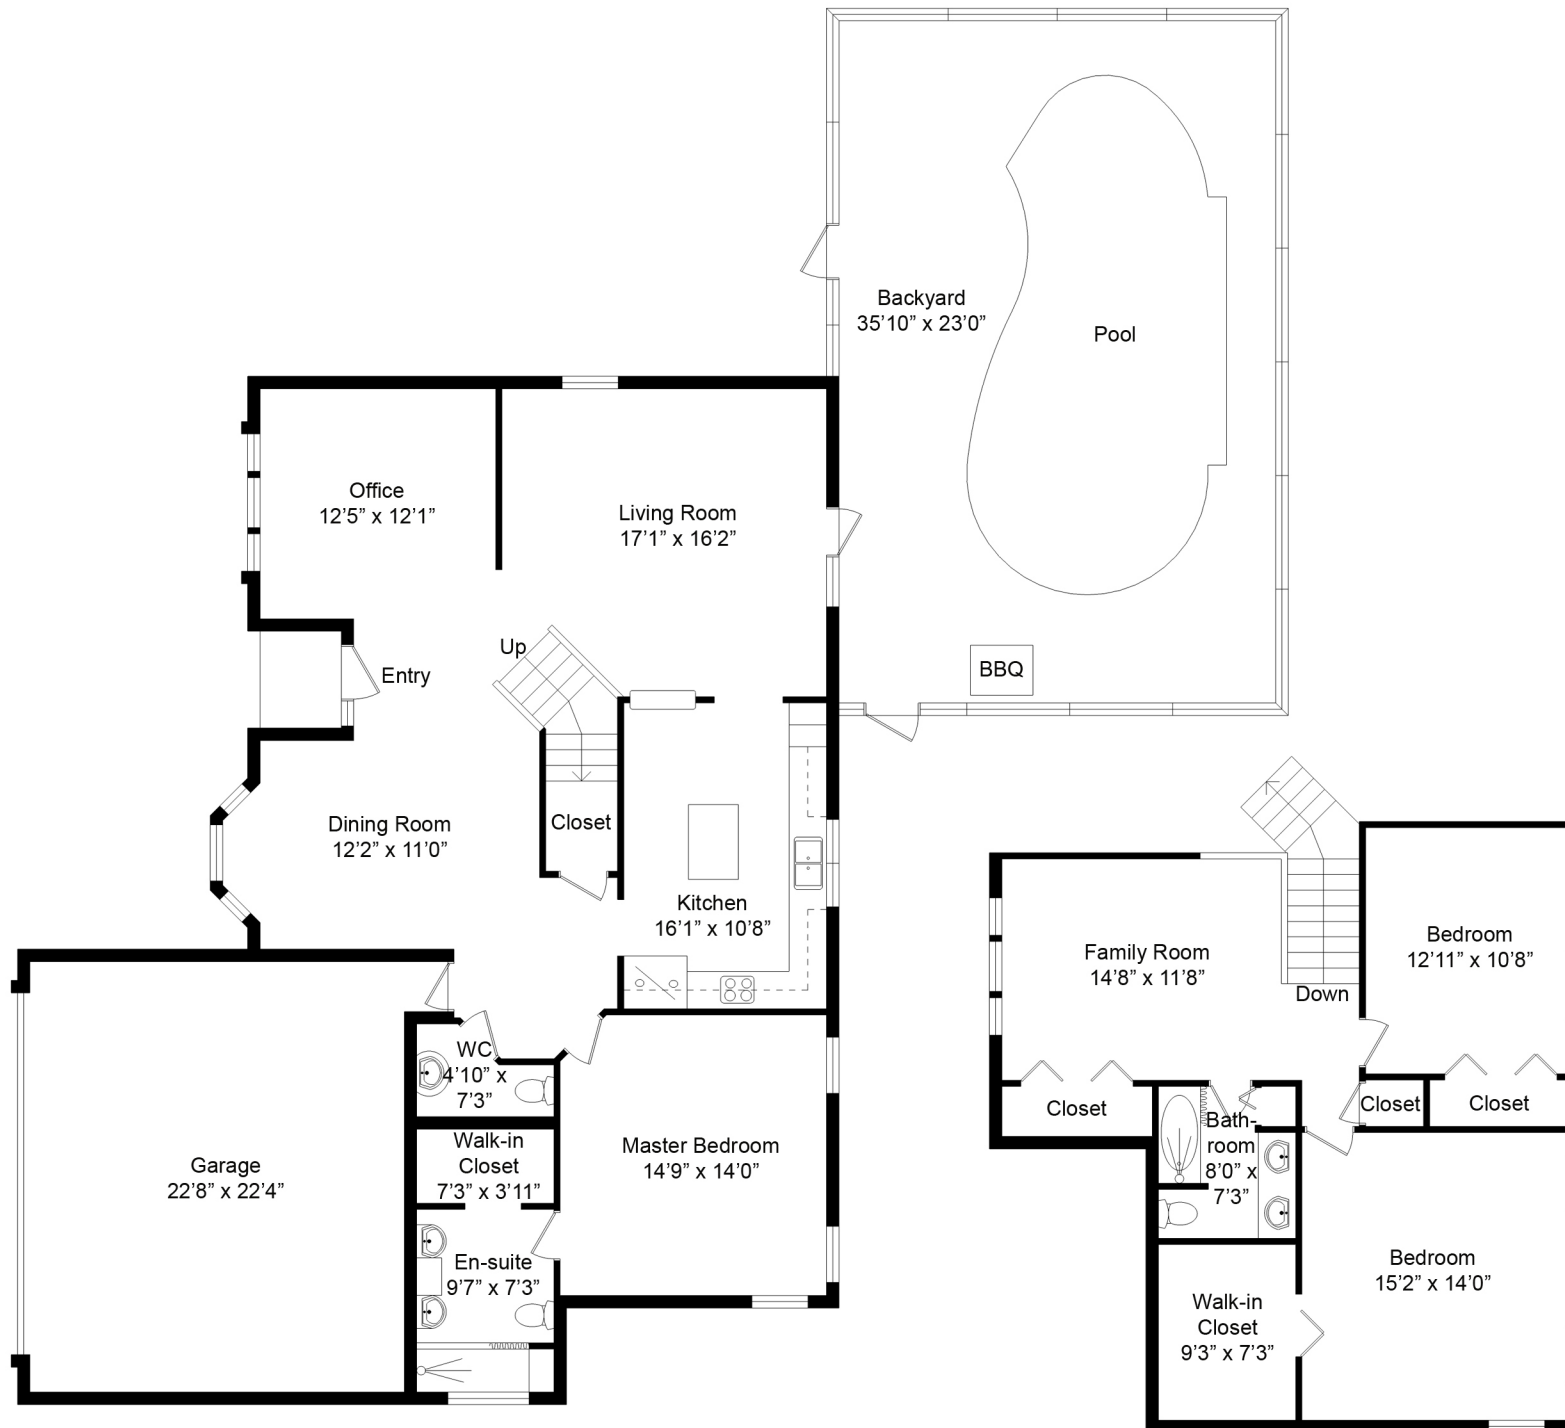 Backyard
35’10” x 23’0”
Pool
BBQ
Office
12’5” x 12’1”
Living Room
17’1” x 16’2”
Up
Entry
Dining Room
12’2” x 11’0”
Closet
Kitchen
16’1” x 10’8”
WC
4’10” x
7’3”
Walk-in
Closet
7’3” x 3’11”
Master Bedroom
14’9” x 14’0”
Garage
22’8” x 22’4”
En-suite
9’7” x 7’3”
Family Room
14’8” x 11’8”
Down
Bedroom
12’11” x 10’8”
Closet
Closet
Closet
Bath-
room
8’0” x
7’3”
Bedroom
15’2” x 14’0”
Walk-in
Closet
9’3” x 7’3”